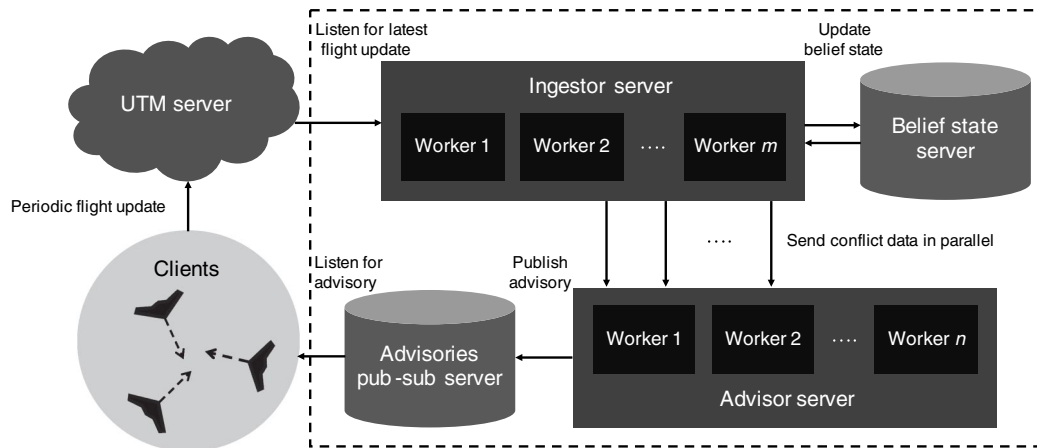 Listen for latest
flight update
Update
belief state
UTM server
Ingestor server
Worker 1
Worker 2
....
Worker m
Belief state
server
Periodic flight update
....
Send conflict data in parallel
Clients
Listen for
advisory
Publish
advisory
Advisories
pub-sub server
Worker 1
Worker 2
....
Worker n
Advisor server